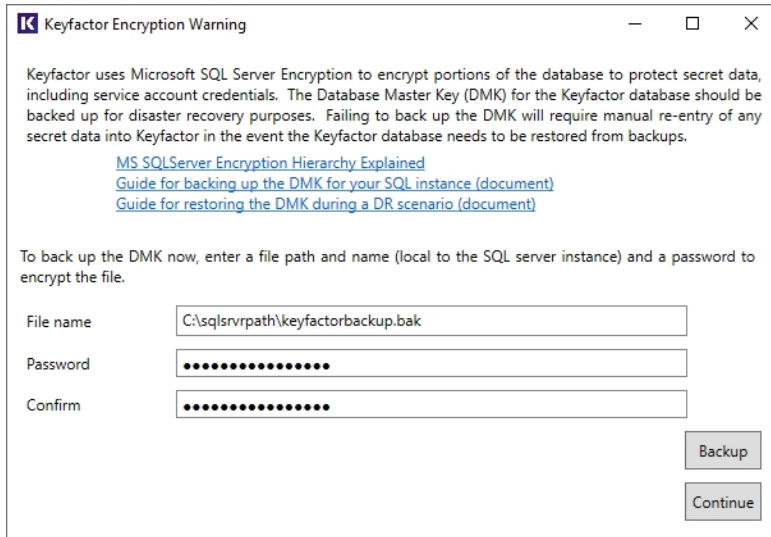 Keyfactor Encryption Warning
Keyfactor uses Microsoft SQL Server Encryption to encrypt portions of the database to protect secret data,
including service account credentials. The Database Master Key (DMK) for the Keyfactor database should be
backed up for disaster recovery purposes. Failing to back up the DMK will require manual re-entry of any
secret data into Keyfactor in the event the Keyfactor database needs to be restored from backups.
MS SQLServer Encryption Hierarchy Explained
Guide for backing up the DMK for your SQL instance (document)
Guide for restoring the DMK during a DR scenario (document)
To back up the DMK now, enter a file path and name (local to the SQL server instance) and a password to
encrypt the file.
File name C:\sqlsrvrpath\keyfactorbackup.bak
Password ●●●●●●●●●●●●●●●●
Confirm ●●●●●●●●●●●●●●●●
Backup
Continue